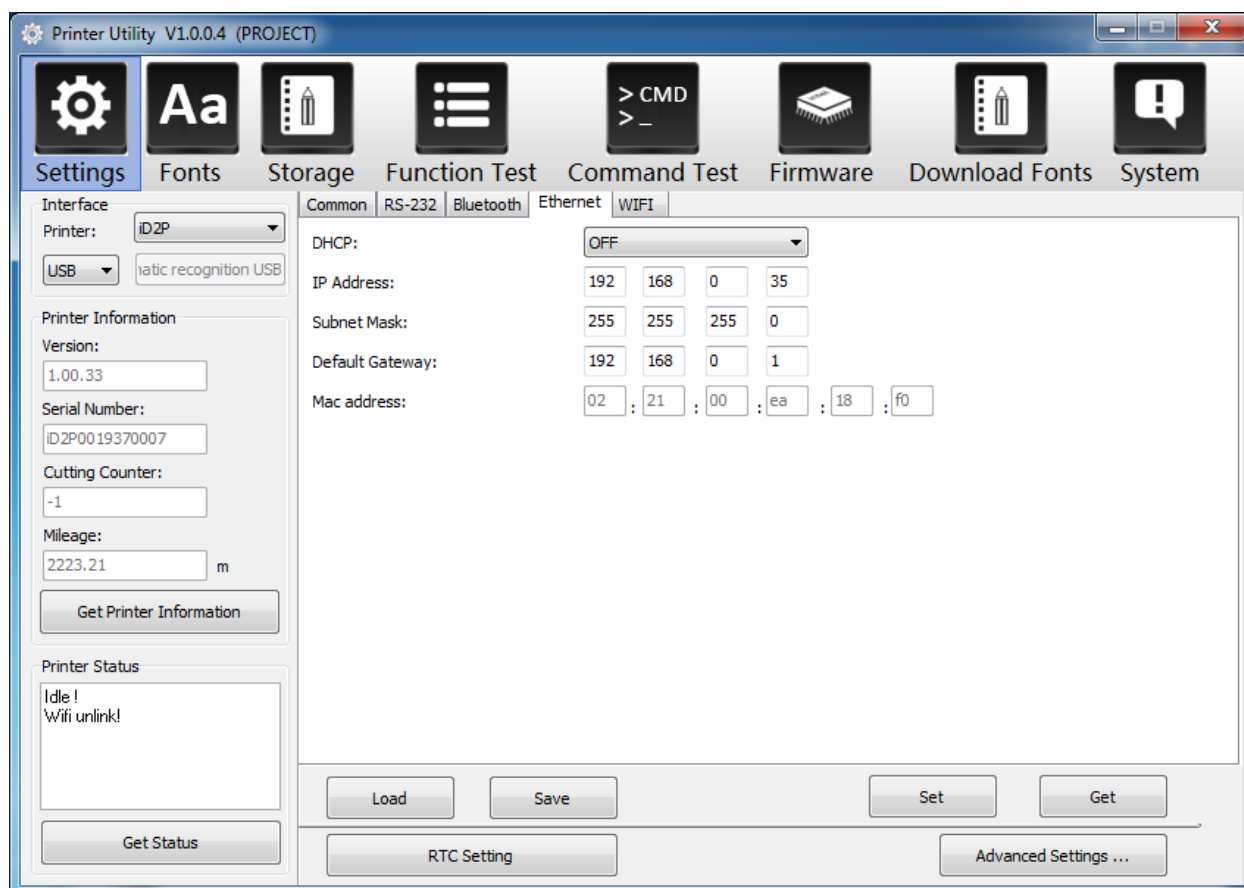 Printer Utility V1.0.0.4 (PROJECT)
Aa
> CMD
>_
Settings Fonts Storage Function Test Command Test Firmware Download Fonts System
Interface
Printer: iD2P
USB natic recognition USB
Printer Information
Version:
1.00.33
Serial Number:
iD2P0019370007
Cutting Counter:
-1
Mileage:
2223.21 m
Get Printer Information
Printer Status
Idle !
Wifi unlink!
Get Status
Common RS-232 Bluetooth Ethernet WIFI
DHCP: OFF
IP Address: 192 168 0 35
Subnet Mask: 255 255 255 0
Default Gateway: 192 168 0 1
Mac address: 02 : 21 : 00 : ea : 18 : f0
Load Save Set Get
RTC Setting Advanced Settings ...